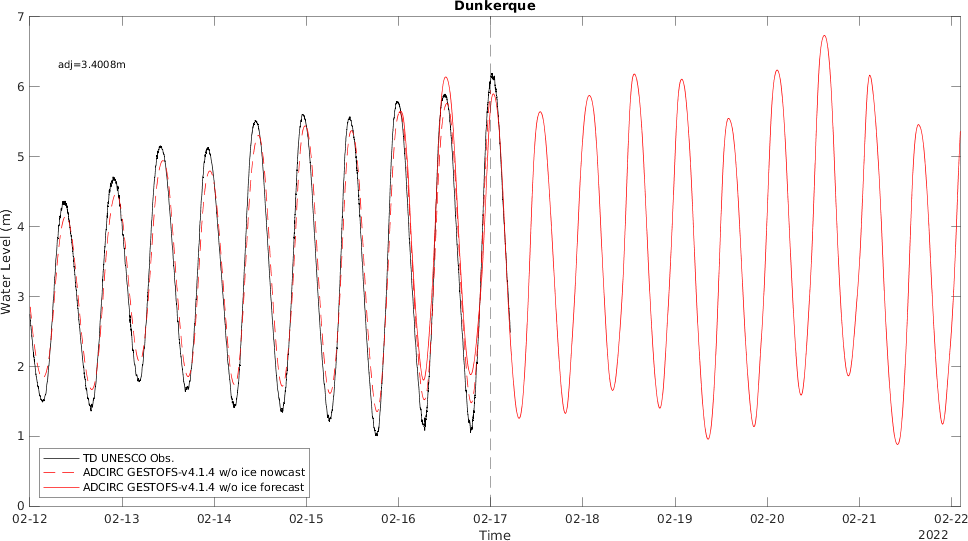 Dunkerque
7
adj=3.4008m
6
5
4
3
2
1
0
Water Level (m)
TD UNESCO Obs.
ADCIRC GESTOFS-v4.1.4 w/o ice nowcast
ADCIRC GESTOFS-v4.1.4 w/o ice forecast
02-12 02-13 02-14 02-15 02-16 02-17 02-18 02-19 02-20 02-21 02-22
Time
2022